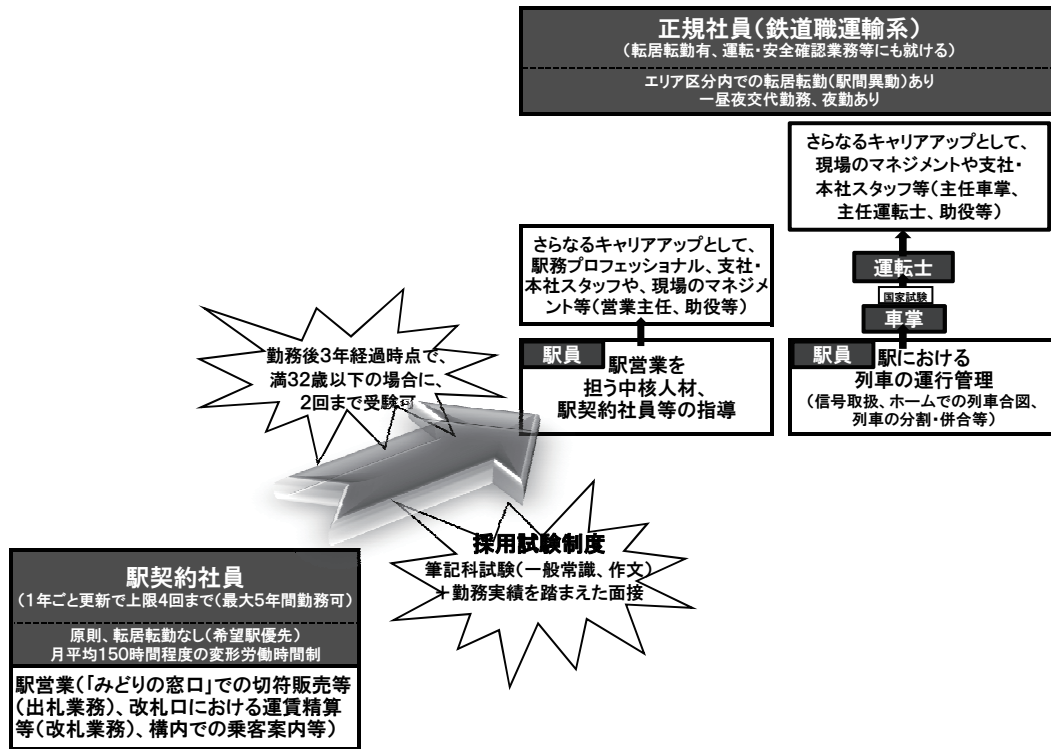 正規社員(鉄道職運輸系)
(転居転勤有、運転・安全確認業務等にも就ける)
エリア区分内での転居転勤(駅間異動)あり
一昼夜交代勤務、夜勤あり
さらなるキャリアアップとして、
現場のマネジメントや支社・
本社スタッフ等(主任車掌、
主任運転士、助役等)
運転士
国家試験
車掌
駅員
駅における
列車の運行管理
(信号取扱、ホームでの列車合図、
列車の分割・併合等)
さらなるキャリアアップとして、
駅務プロフェッショナル、支社・
本社スタッフや、現場のマネジメ
ント等(営業主任、助役等)
駅員
駅営業を
担う中核人材、
駅契約社員等の指導
勤務後3年経過時点で、
満32歳以下の場合に、
2回まで受験可
採用試験制度
筆記科試験(一般常識、作文)
+勤務実績を踏まえた面接
駅契約社員
(1年ごと更新で上限4回まで(最大5年間勤務可)
原則、転居転勤なし(希望駅優先)
月平均150時間程度の変形労働時間制
駅営業(「みどりの窓口」での切符販売等
(出札業務)、改札口における運賃精算
等(改札業務)、構内での乗客案内等)